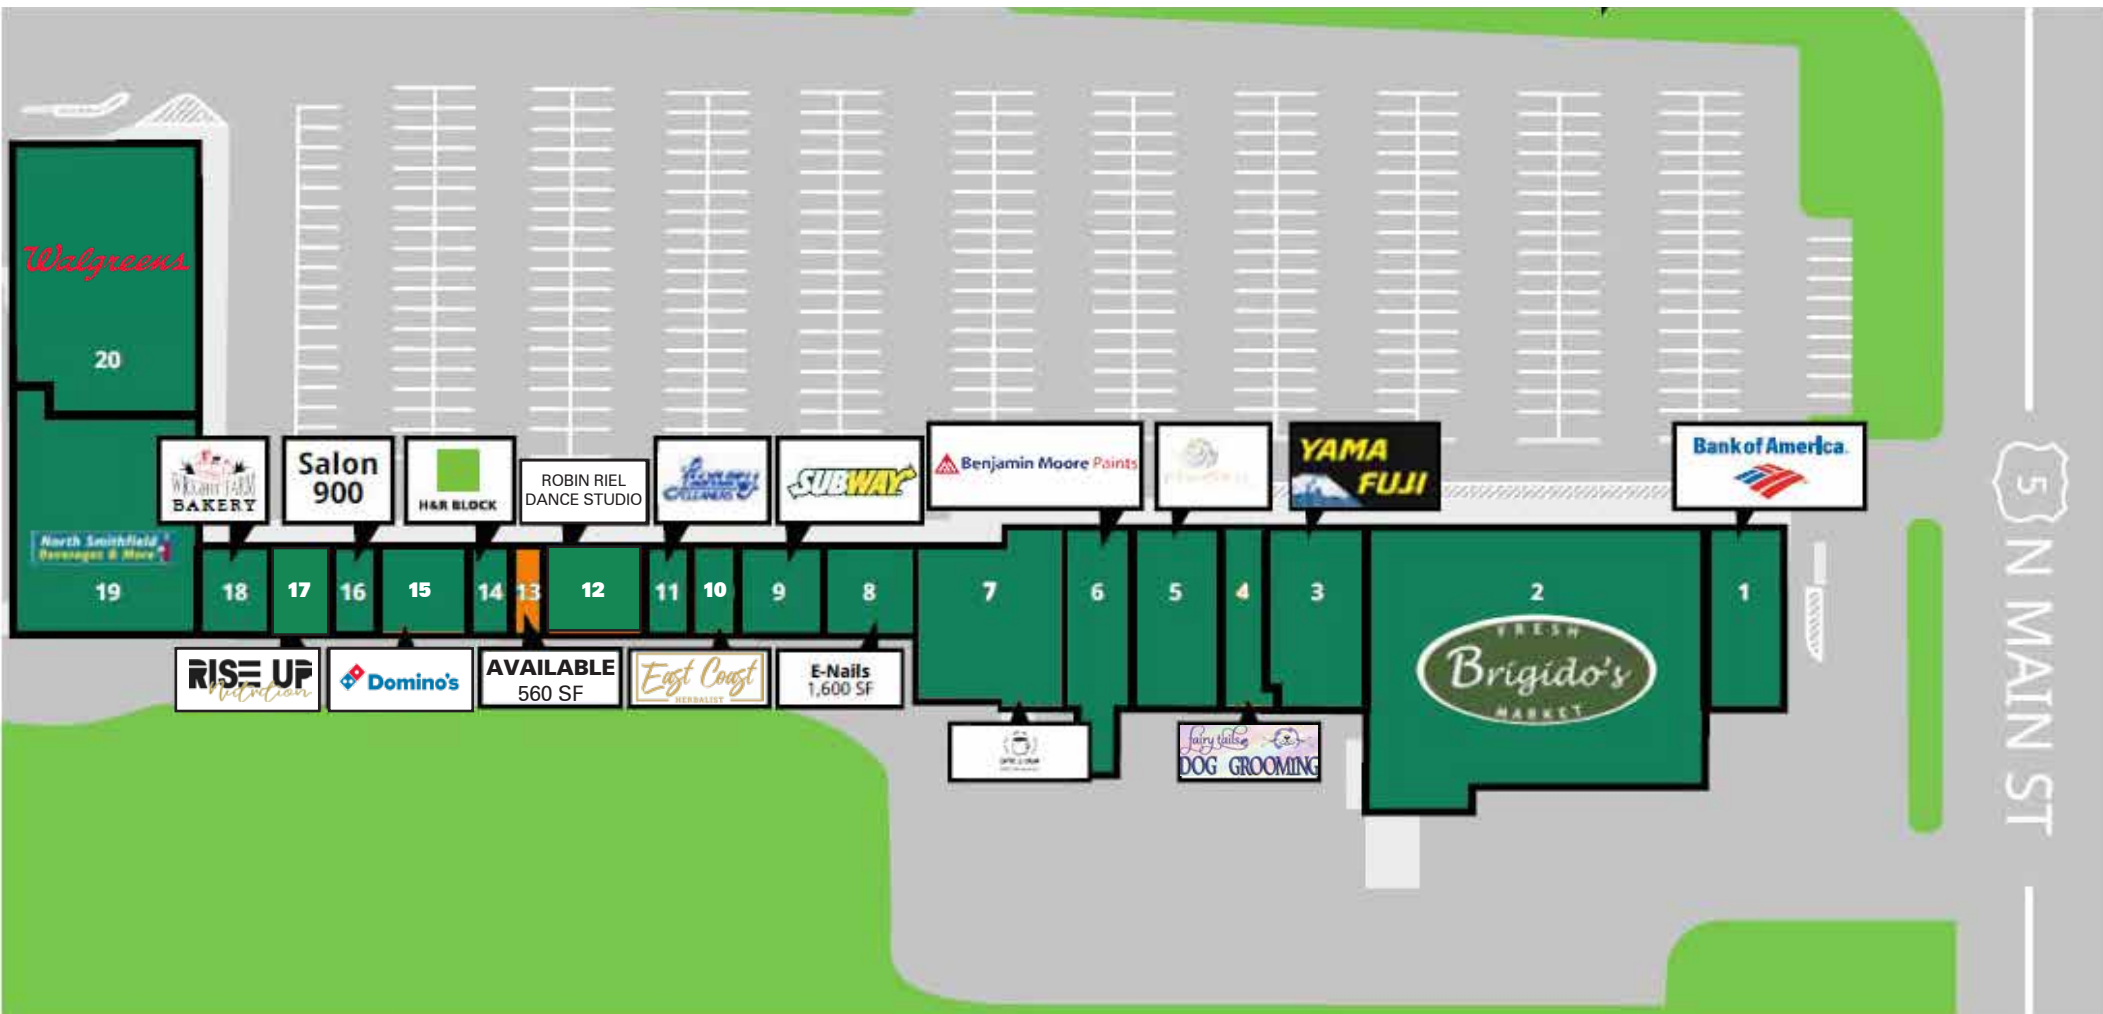 Walgreens
20
North Smithfield
Beverages & More
19
WRIGHT'S FARM
BAKERY
Salon
900
H&R BLOCK
ROBIN RIEL
DANCE STUDIO
CLEANERS
SUBWAY
Benjamin Moore Paints
YAMA
FUJI
Bank of America
18
17
16
15
14
13
12
11
10
9
8
7
6
5
4
3
2
1
FRESH
Brigido's
MARKET
RISE UP
Nutrition
Domino's
AVAILABLE
560 SF
East Coast
HERBALIST
E-Nails
1,600 SF
fairy tails
DOG GROOMING
5
N MAIN ST